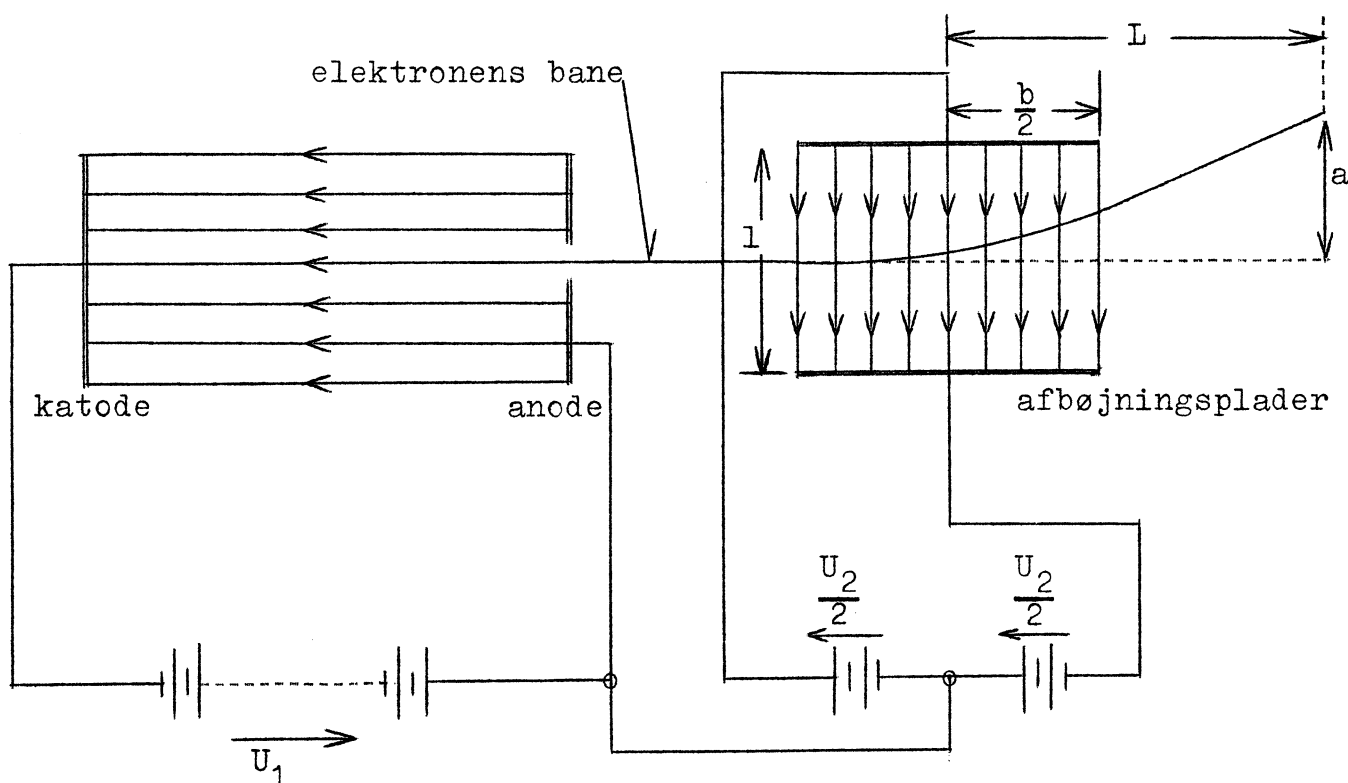 L
elektronens bane
b
2
a
l
katode
anode
afbøjningsplader
U2
2
U2
2
U1